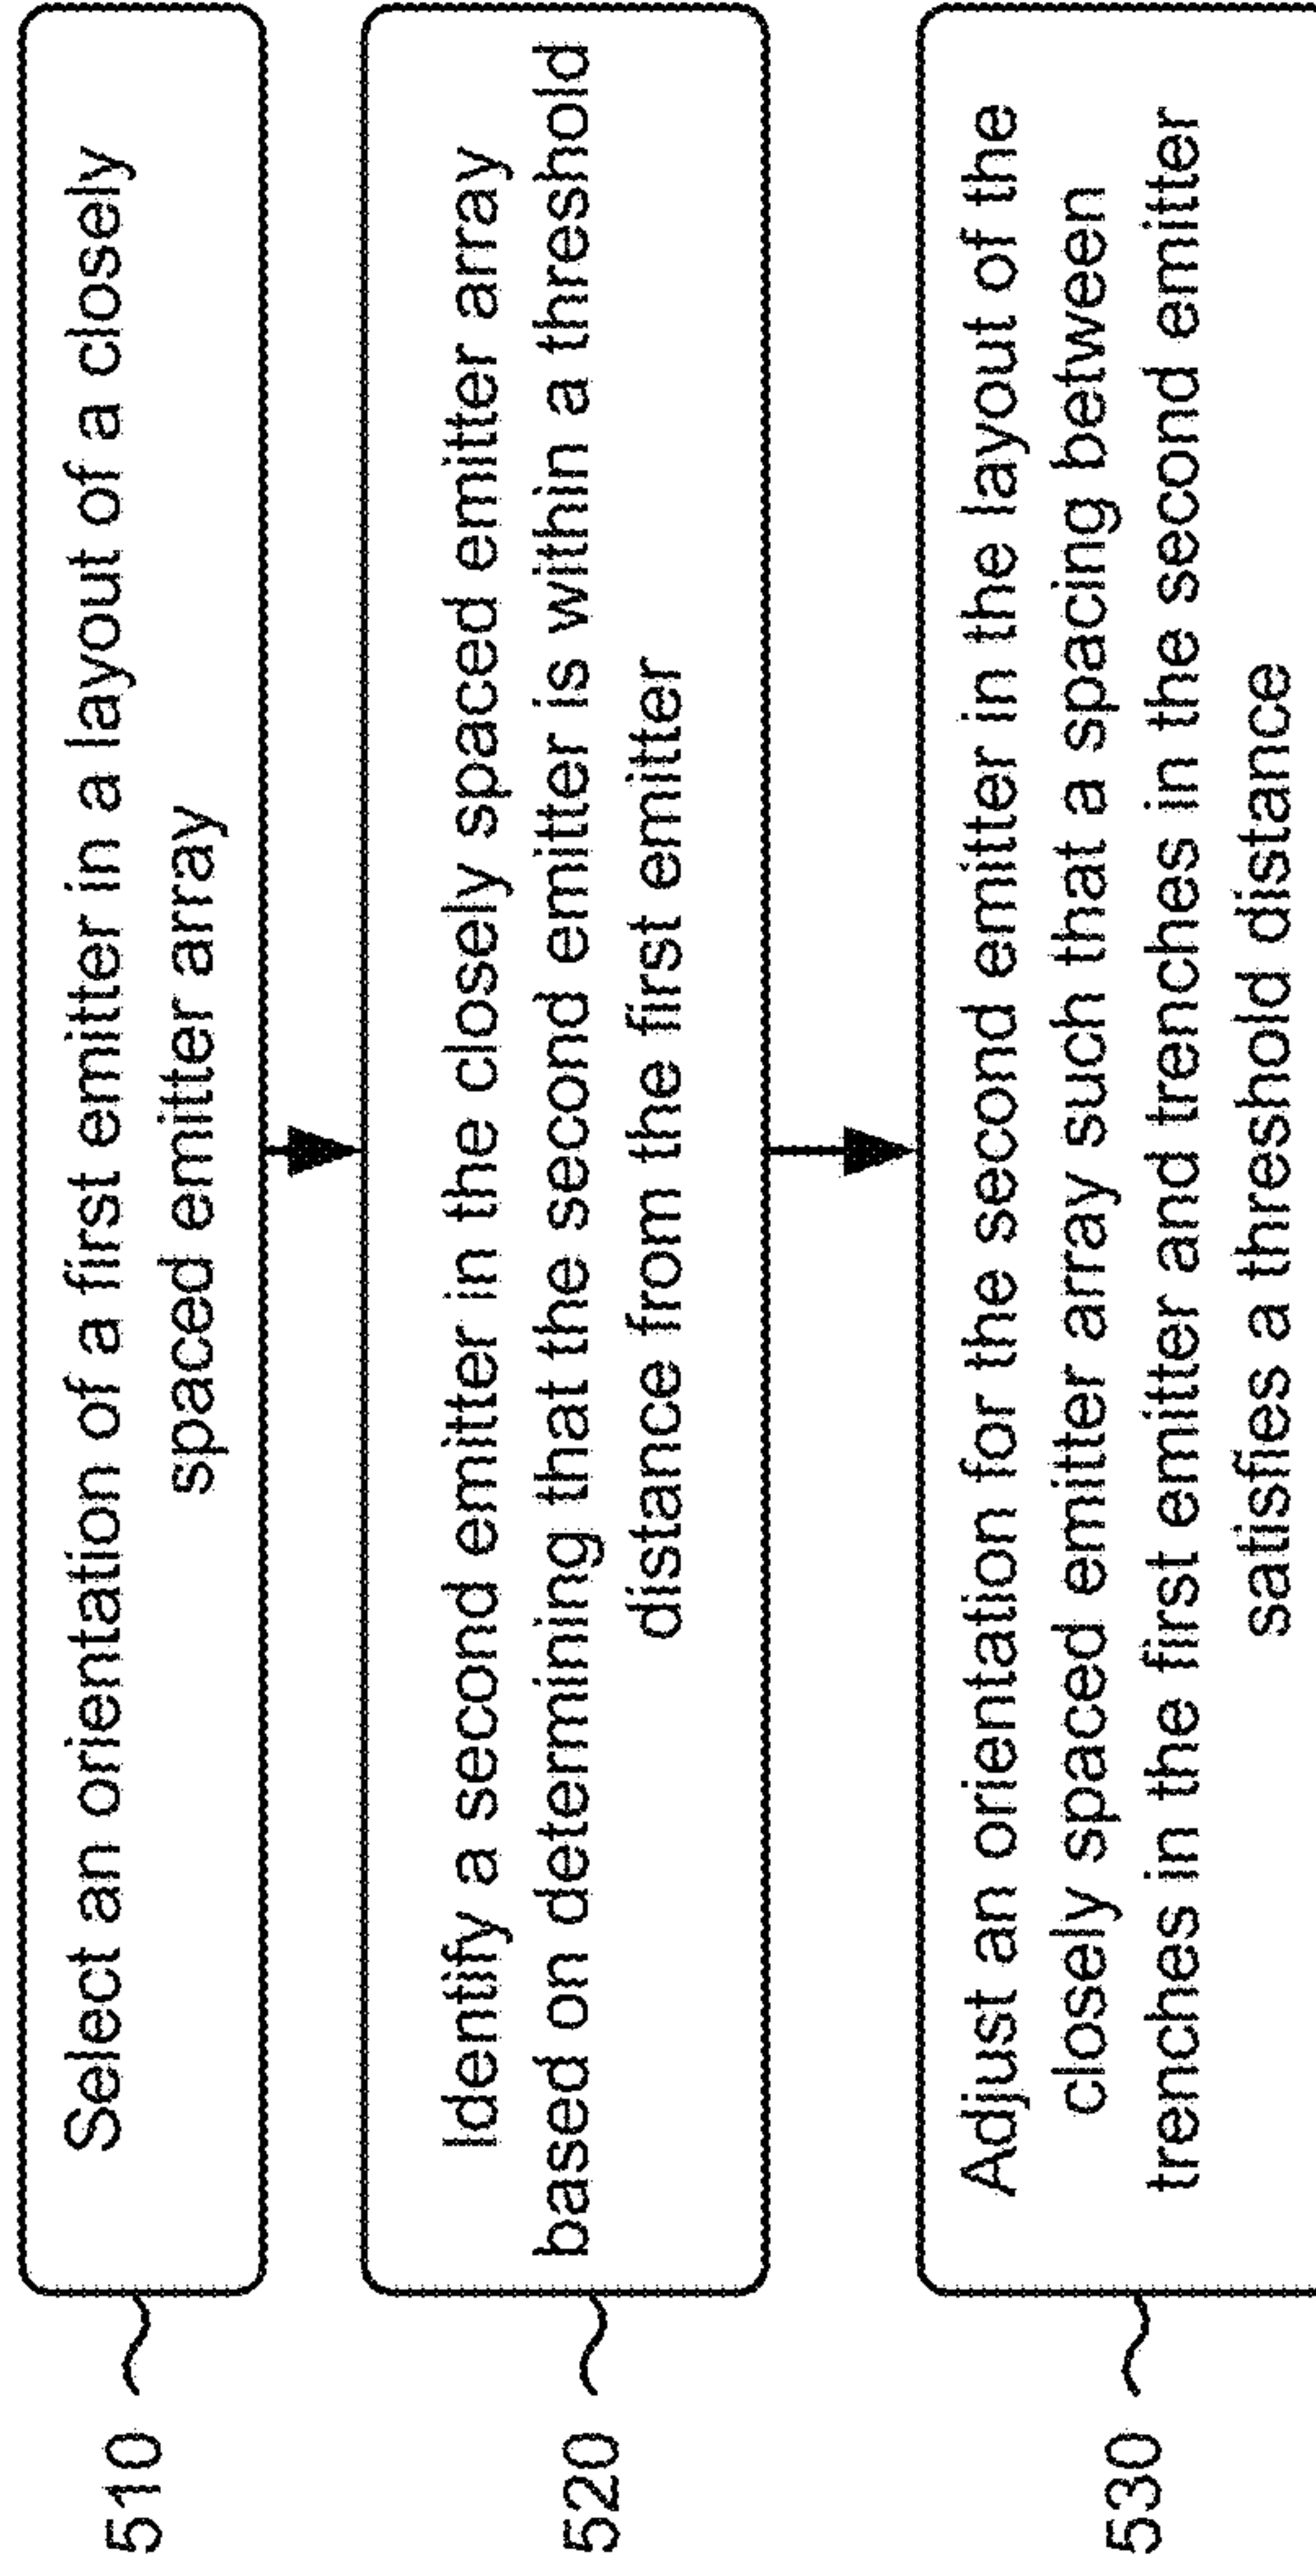 510
Select an orientation of a first emitter in a layout of a closely
spaced emitter array
520
Identify a second emitter in the closely spaced emitter array
based on determining that the second emitter is within a threshold
distance from the first emitter
530
Adjust an orientation for the second emitter in the layout of the
closely spaced emitter array such that a spacing between
trenches in the first emitter and trenches in the second emitter
satisfies a threshold distance